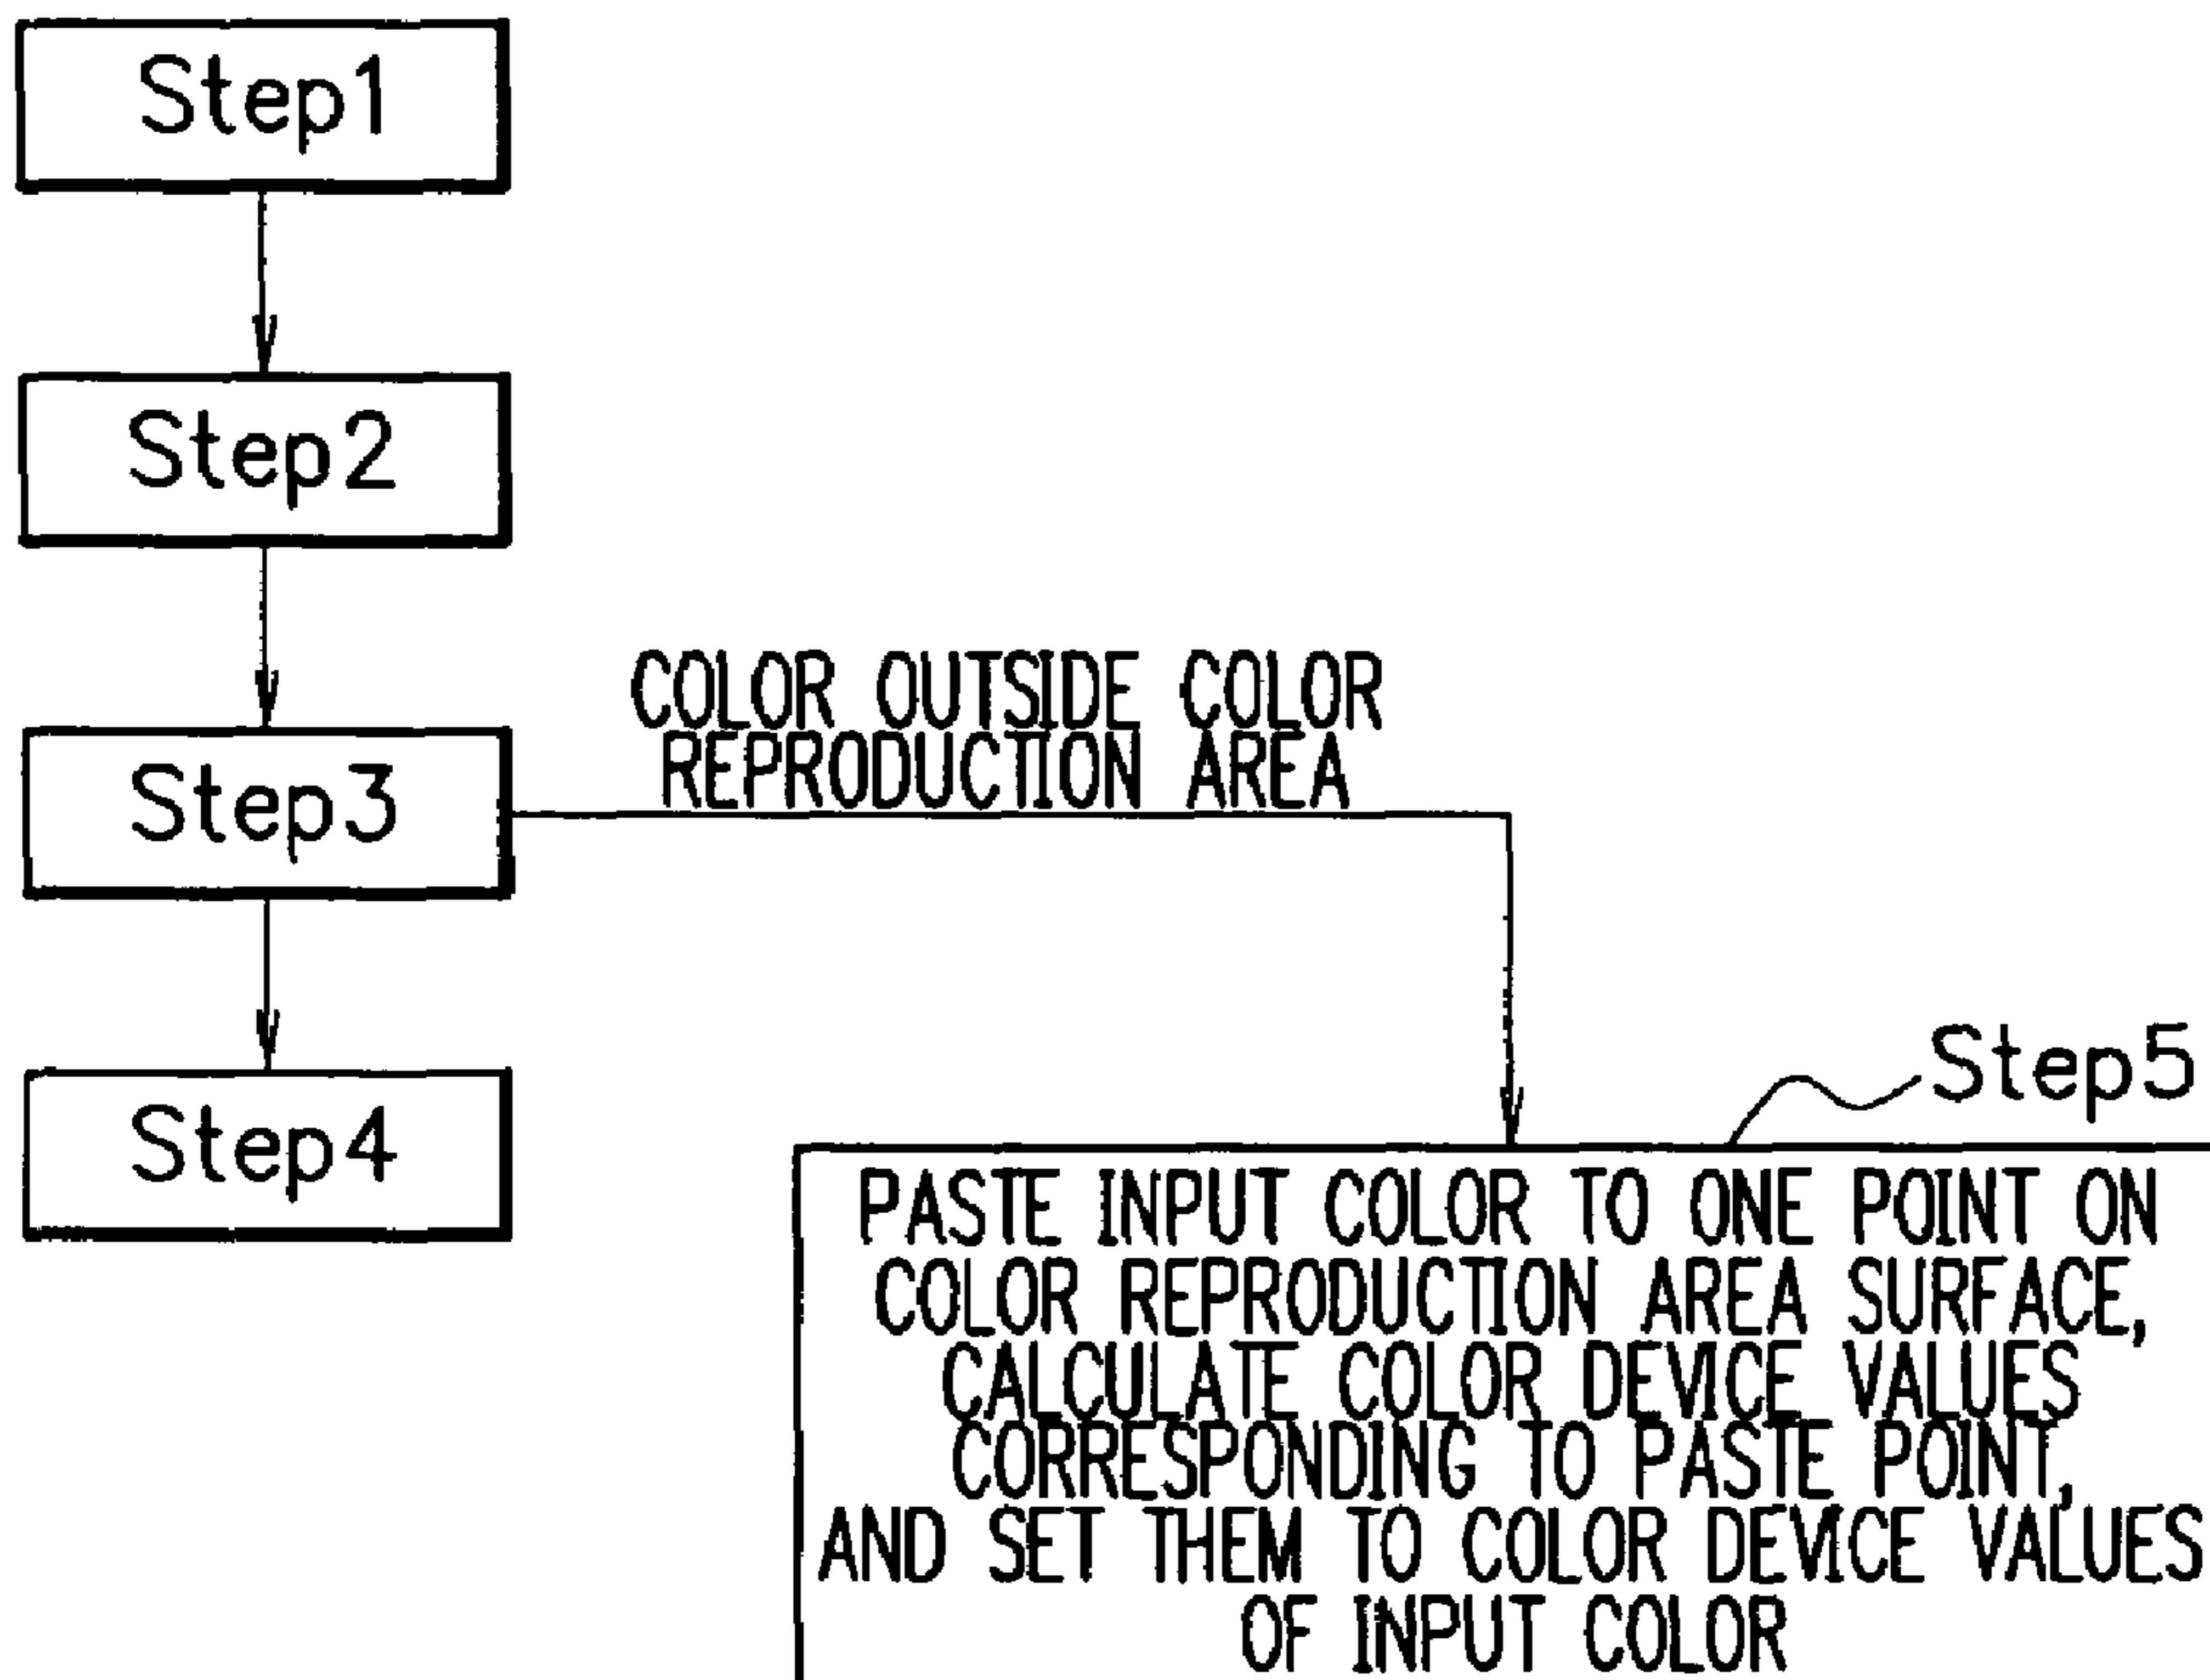 Step1
Step2
COLOR OUTSIDE COLOR
REPRODUCTION AREA
Step3
Step4
Step5
PASTE INPUT COLOR TO ONE POINT ON
COLOR REPRODUCTION AREA SURFACE,
CALCULATE COLOR DEVICE VALUES
CORRESPONDING TO PASTE POINT,
AND SET THEM TO COLOR DEVICE VALUES
OF INPUT COLOR